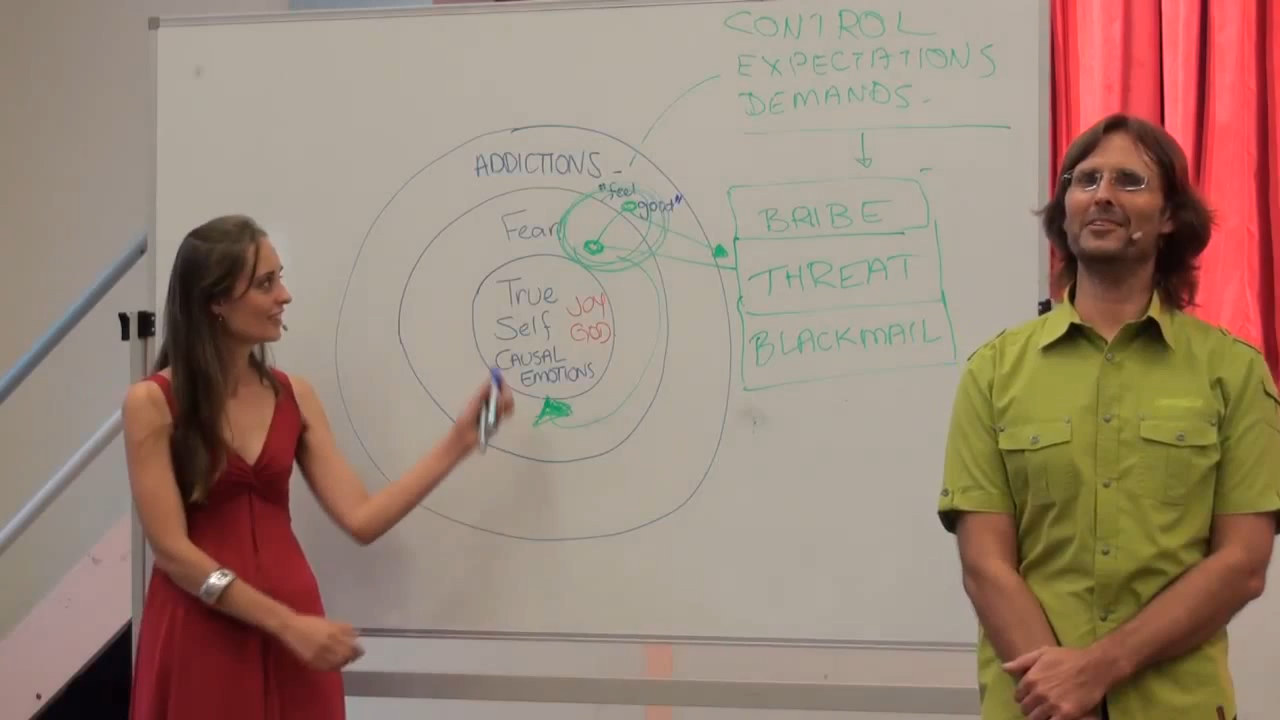 CONTROL
EXPECTATIONS
DEMANDS.
ADDICTIONS -
"feel
good"
Fear
BRIBE
THREAT
BLACKMAIL
True
Self
JOY
GOD
CAUSAL
EMOTIONS